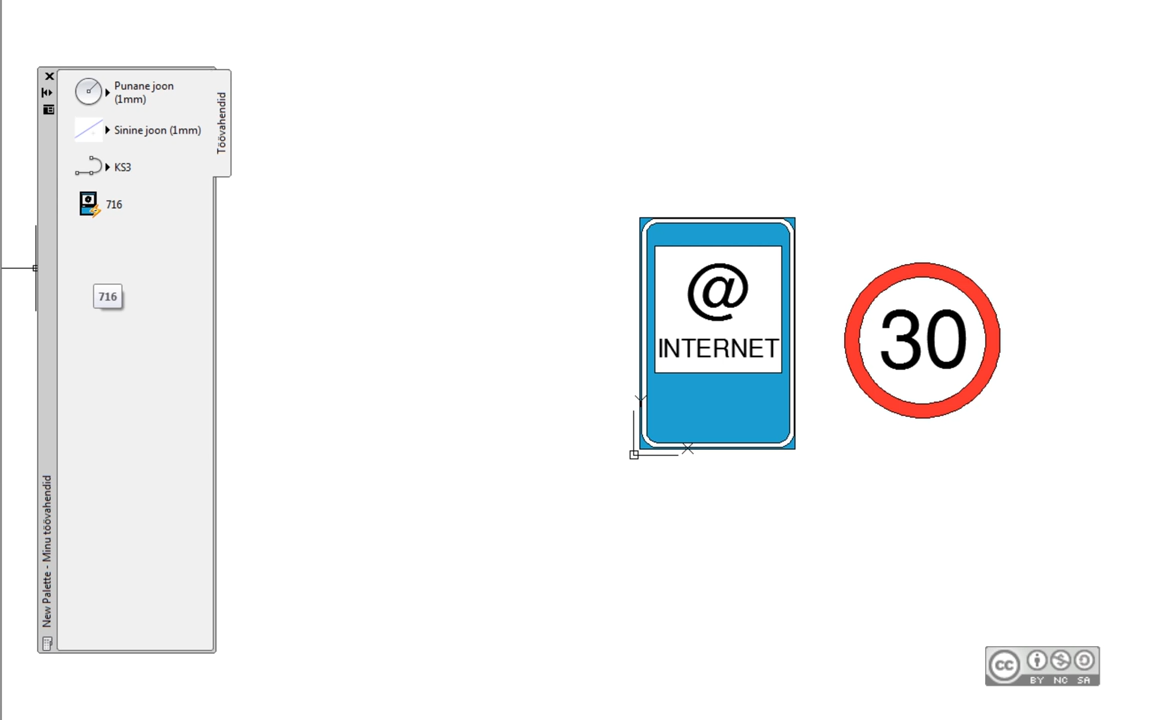 Punane joon
(1mm)
Sinine joon (1mm)
KS3
716
716
Töövahendid
New Palette - Minu töövahendid
@
INTERNET
30
Y
X
cc
BY NC SA